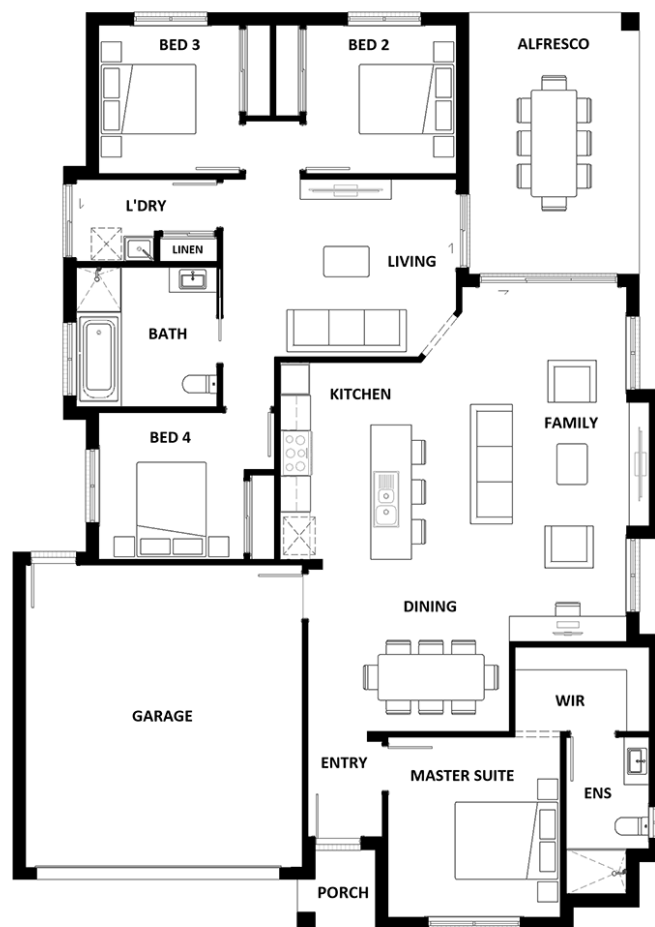 BED 3
BED 2
ALFRESCO
L'DRY
LINEN
LIVING
BATH
KITCHEN
FAMILY
BED 4
DINING
WIR
GARAGE
ENTRY
MASTER SUITE
ENS
PORCH